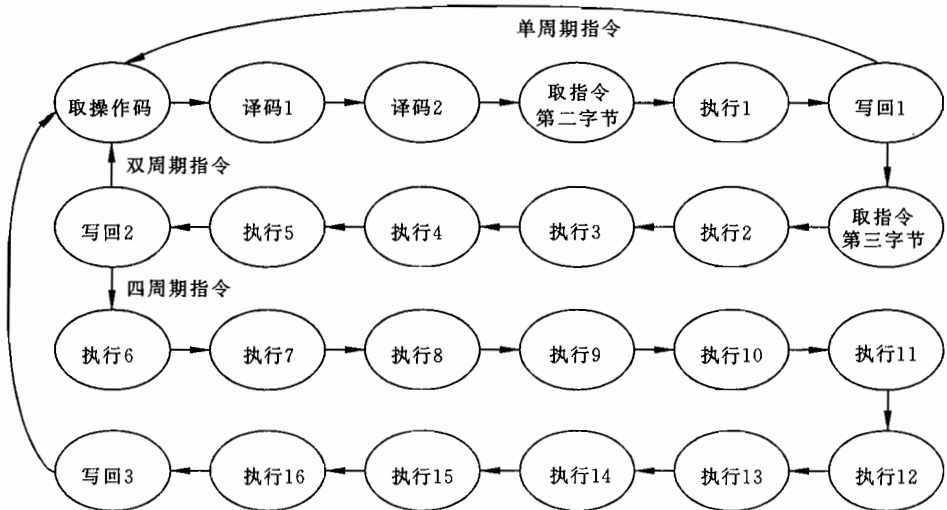 单周期指令
取操作码
译码1
译码2
取指令
第二字节
执行1
写回1
双周期指令
写回2
执行5
执行4
执行3
执行2
取指令
第三字节
四周期指令
执行6
执行7
执行8
执行9
执行10
执行11
写回3
执行16
执行15
执行14
执行13
执行12